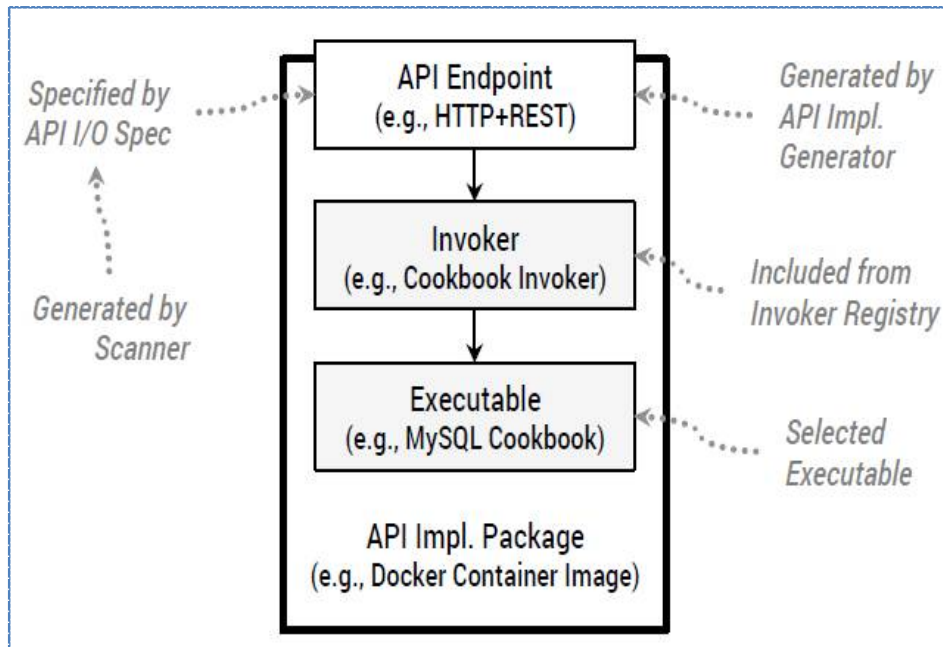 API Endpoint
(e.g., HTTP+REST)
Specified by
API I/O Spec
Generated by
API Impl.
Generator
Invoker
(e.g., Cookbook Invoker)
Included from
Invoker Registry
Generated by
Scanner
Executable
(e.g., MySQL Cookbook)
Selected
Executable
API Impl. Package
(e.g., Docker Container Image)